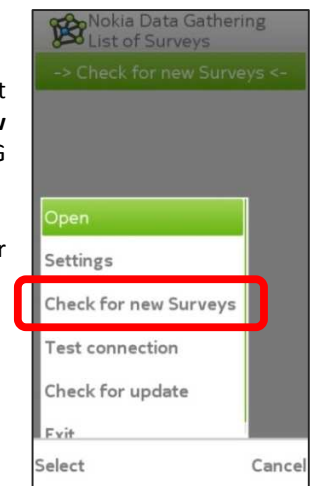 Nokia Data Gathering
List of Surveys
-> Check for new Surveys <-
Open
Settings
Check for new Surveys
Test connection
Check for update
Exit
Select Cancel